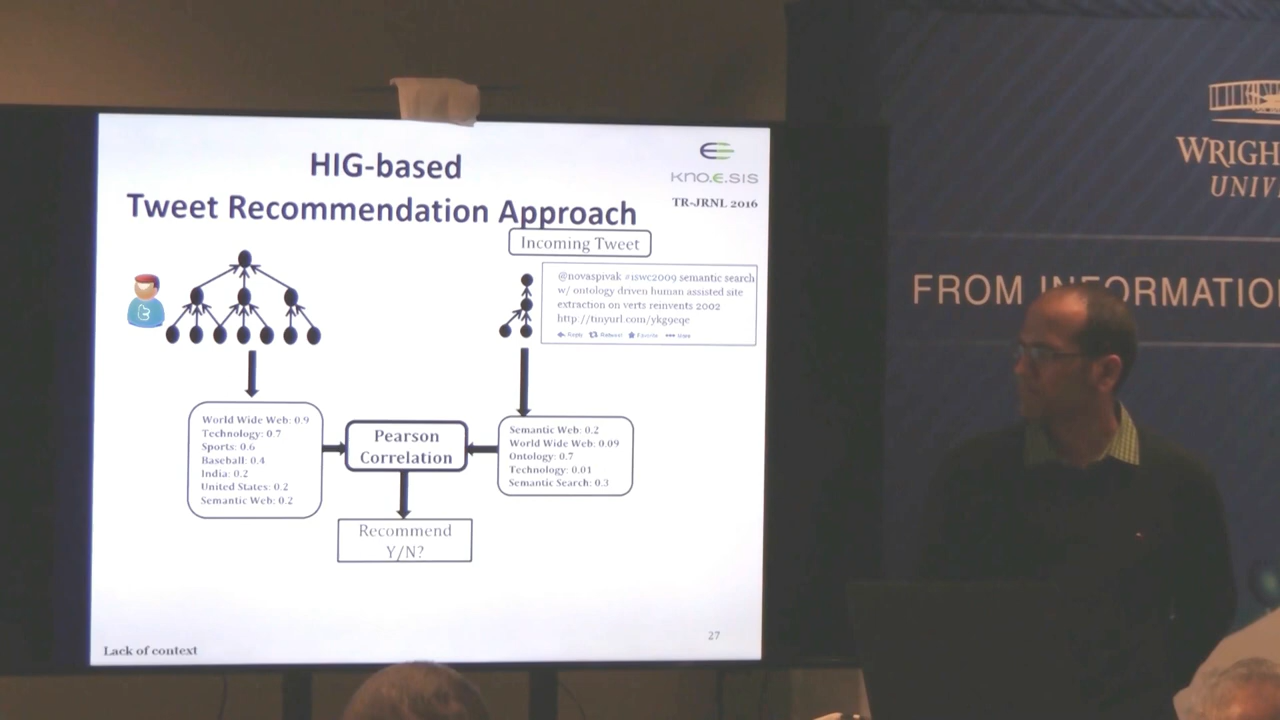 HIG-based
Tweet Recommendation Approach
kno.e.sis
TR-JRNL 2016
Incoming Tweet
@novaspivak #iswc2009 semantic search
w/ ontology driven human assisted site
extraction on verts reinvents 2002
http://tinyurl.com/ykg9eqe
Reply Retweet Favorite More
World Wide Web: 0.9
Technology: 0.7
Sports: 0.6
Baseball: 0.4
India: 0.2
United States: 0.2
Semantic Web: 0.2
Pearson
Correlation
Semantic Web: 0.2
World Wide Web: 0.09
Ontology: 0.7
Technology: 0.01
Semantic Search: 0.3
Recommend
Y/N?
27
Lack of context
WRIGH
UNIV
FROM INFORMATIO